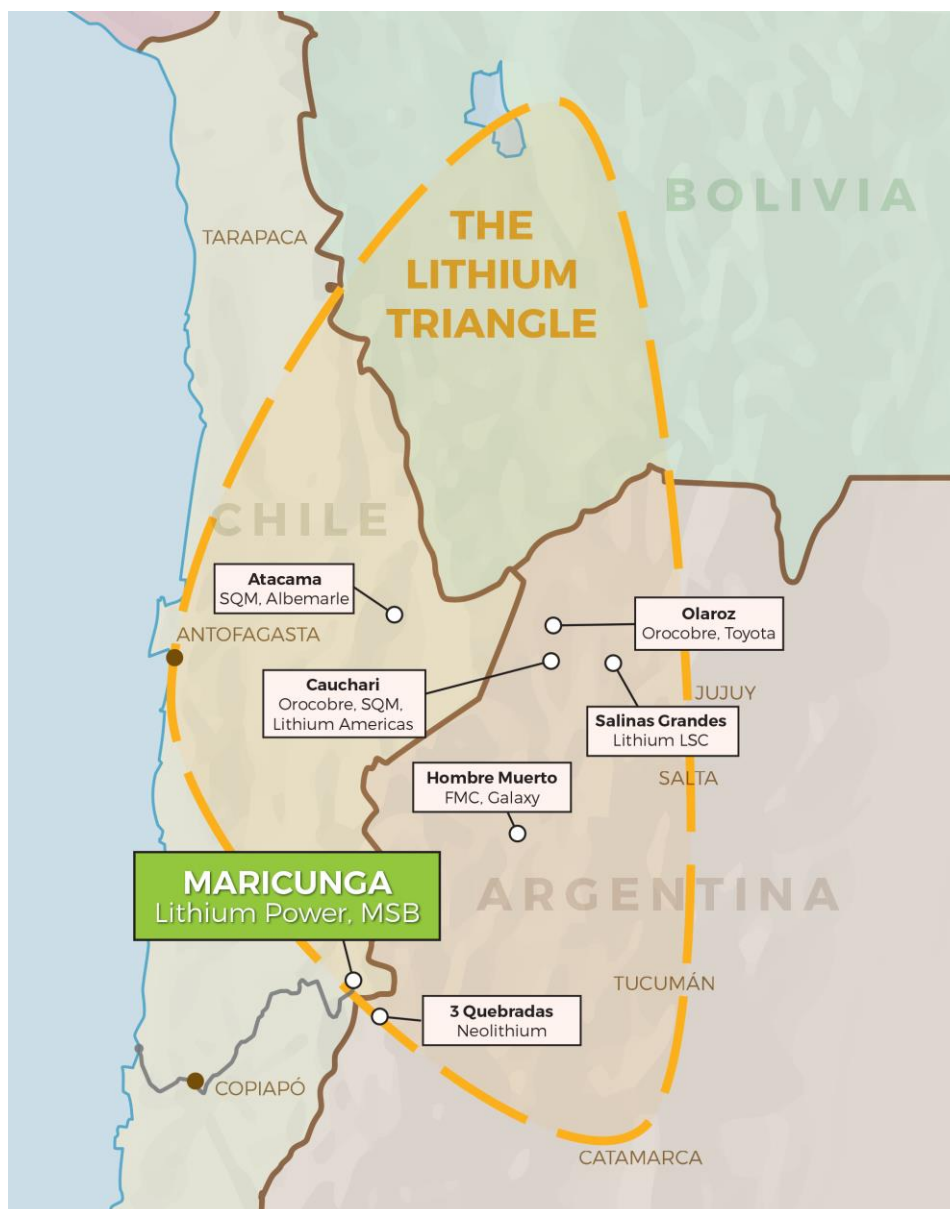 BOLIVIA
THE
LITHIUM
TRIANGLE
TARAPACA
CHILE
Atacama
SQM, Albemarle
ANTOFAGASTA
Olaroz
Orocobre, Toyota
Cauchari
Orocobre, SQM,
Lithium Americas
JUJUY
Salinas Grandes
Lithium LSC
SALTA
Hombre Muerto
FMC, Galaxy
MARICUNGA
Lithium Power, MSB
ARGENTINA
TUCUMÁN
3 Quebradas
Neolithium
COPIAPÓ
CATAMARCA